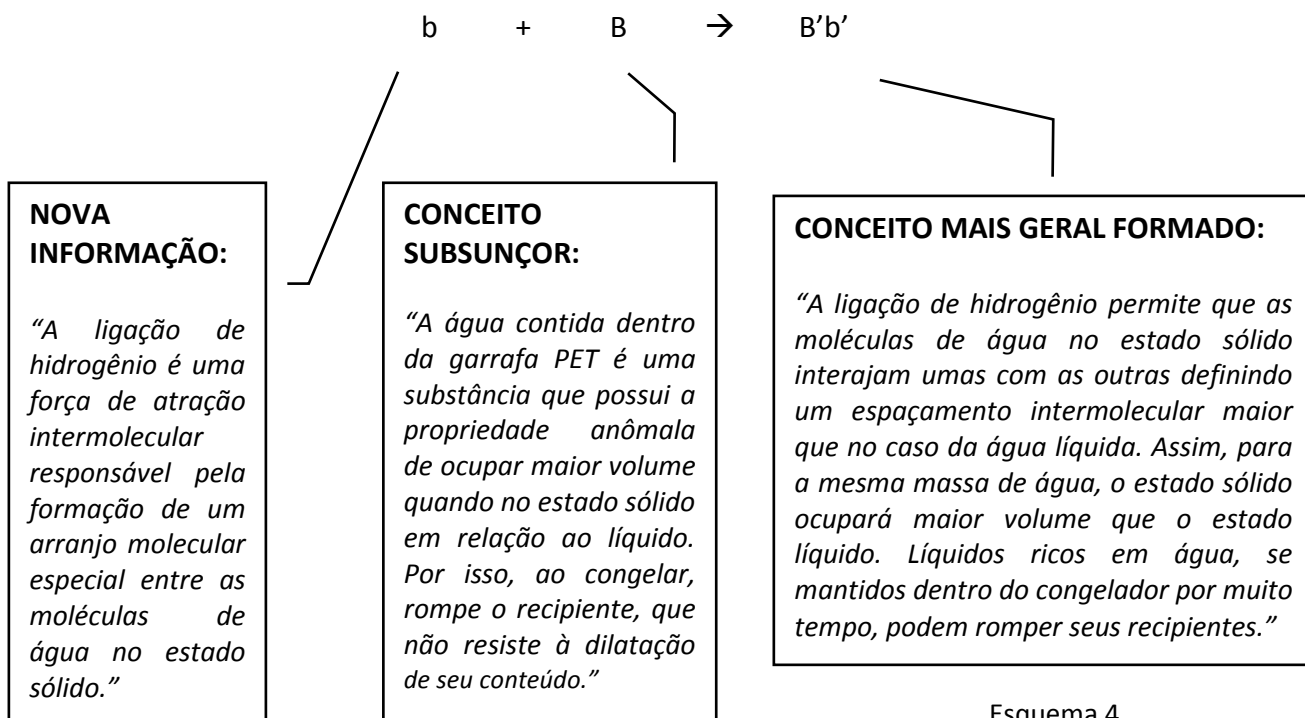 b + B → B’b’
NOVA
INFORMAÇÃO:
“A ligação de
hidrogênio é uma
força de atração
intermolecular
responsável pela
formação de um
arranjo molecular
especial entre as
moléculas de
água no estado
sólido.”
CONCEITO
SUBSUNÇOR:
“A água contida dentro
da garrafa PET é uma
substância que possui a
propriedade anômala
de ocupar maior volume
quando no estado sólido
em relação ao líquido.
Por isso, ao congelar,
rompe o recipiente, que
não resiste à dilatação
de seu conteúdo.”
CONCEITO MAIS GERAL FORMADO:
“A ligação de hidrogênio permite que as
moléculas de água no estado sólido
interajam umas com as outras definindo
um espaçamento intermolecular maior
que no caso da água líquida. Assim, para
a mesma massa de água, o estado sólido
ocupará maior volume que o estado
líquido. Líquidos ricos em água, se
mantidos dentro do congelador por muito
tempo, podem romper seus recipientes.”
Esquema 4